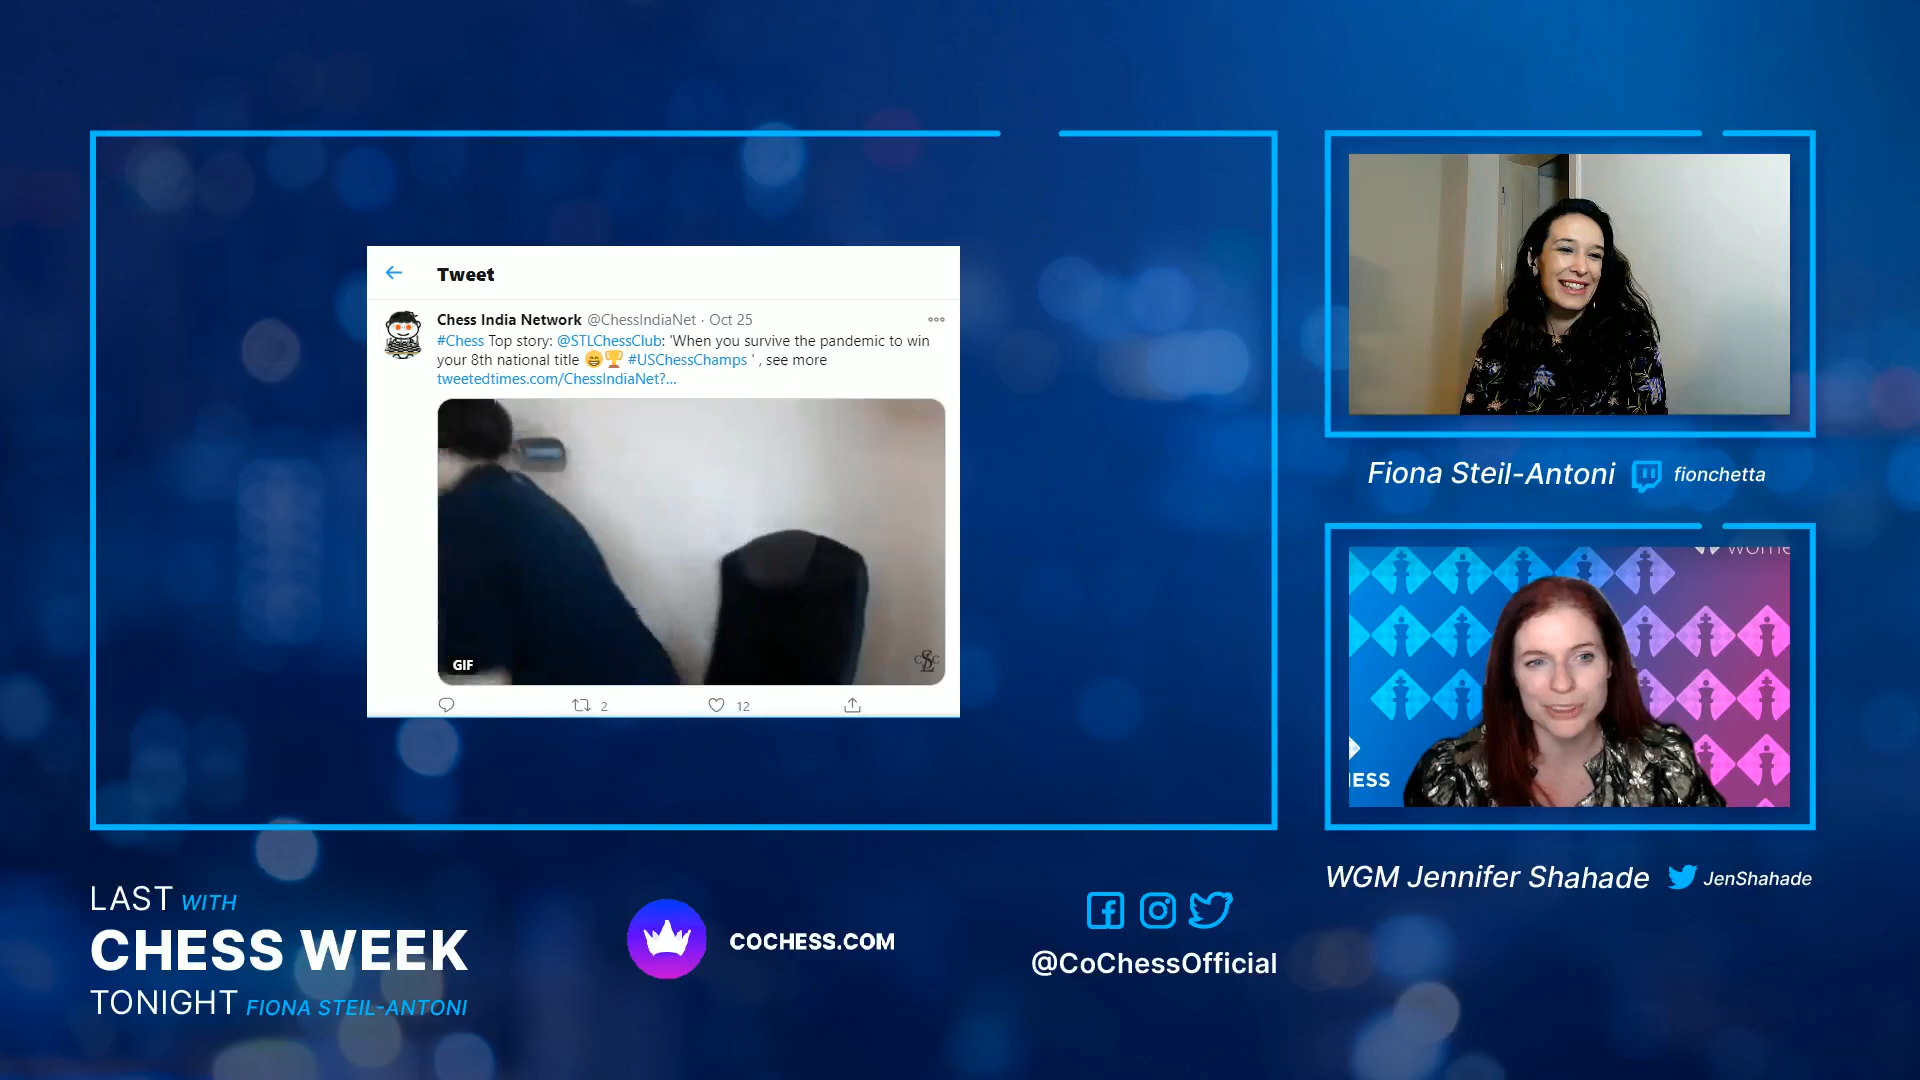 Tweet
Chess India Network @ChessIndiaNet · Oct 25
#Chess Top story: @STLChessClub: 'When you survive the pandemic to win
your 8th national title 😁🏆 #USChessChamps ' , see more
tweetedtimes.com/ChessIndiaNet?...
GIF
2
12
Fiona Steil-Antoni fionchetta
WGM Jennifer Shahade JenShahade
LAST WITH
CHESS WEEK
TONIGHT FIONA STEIL-ANTONI
COCHESS.COM
@CoChessOfficial